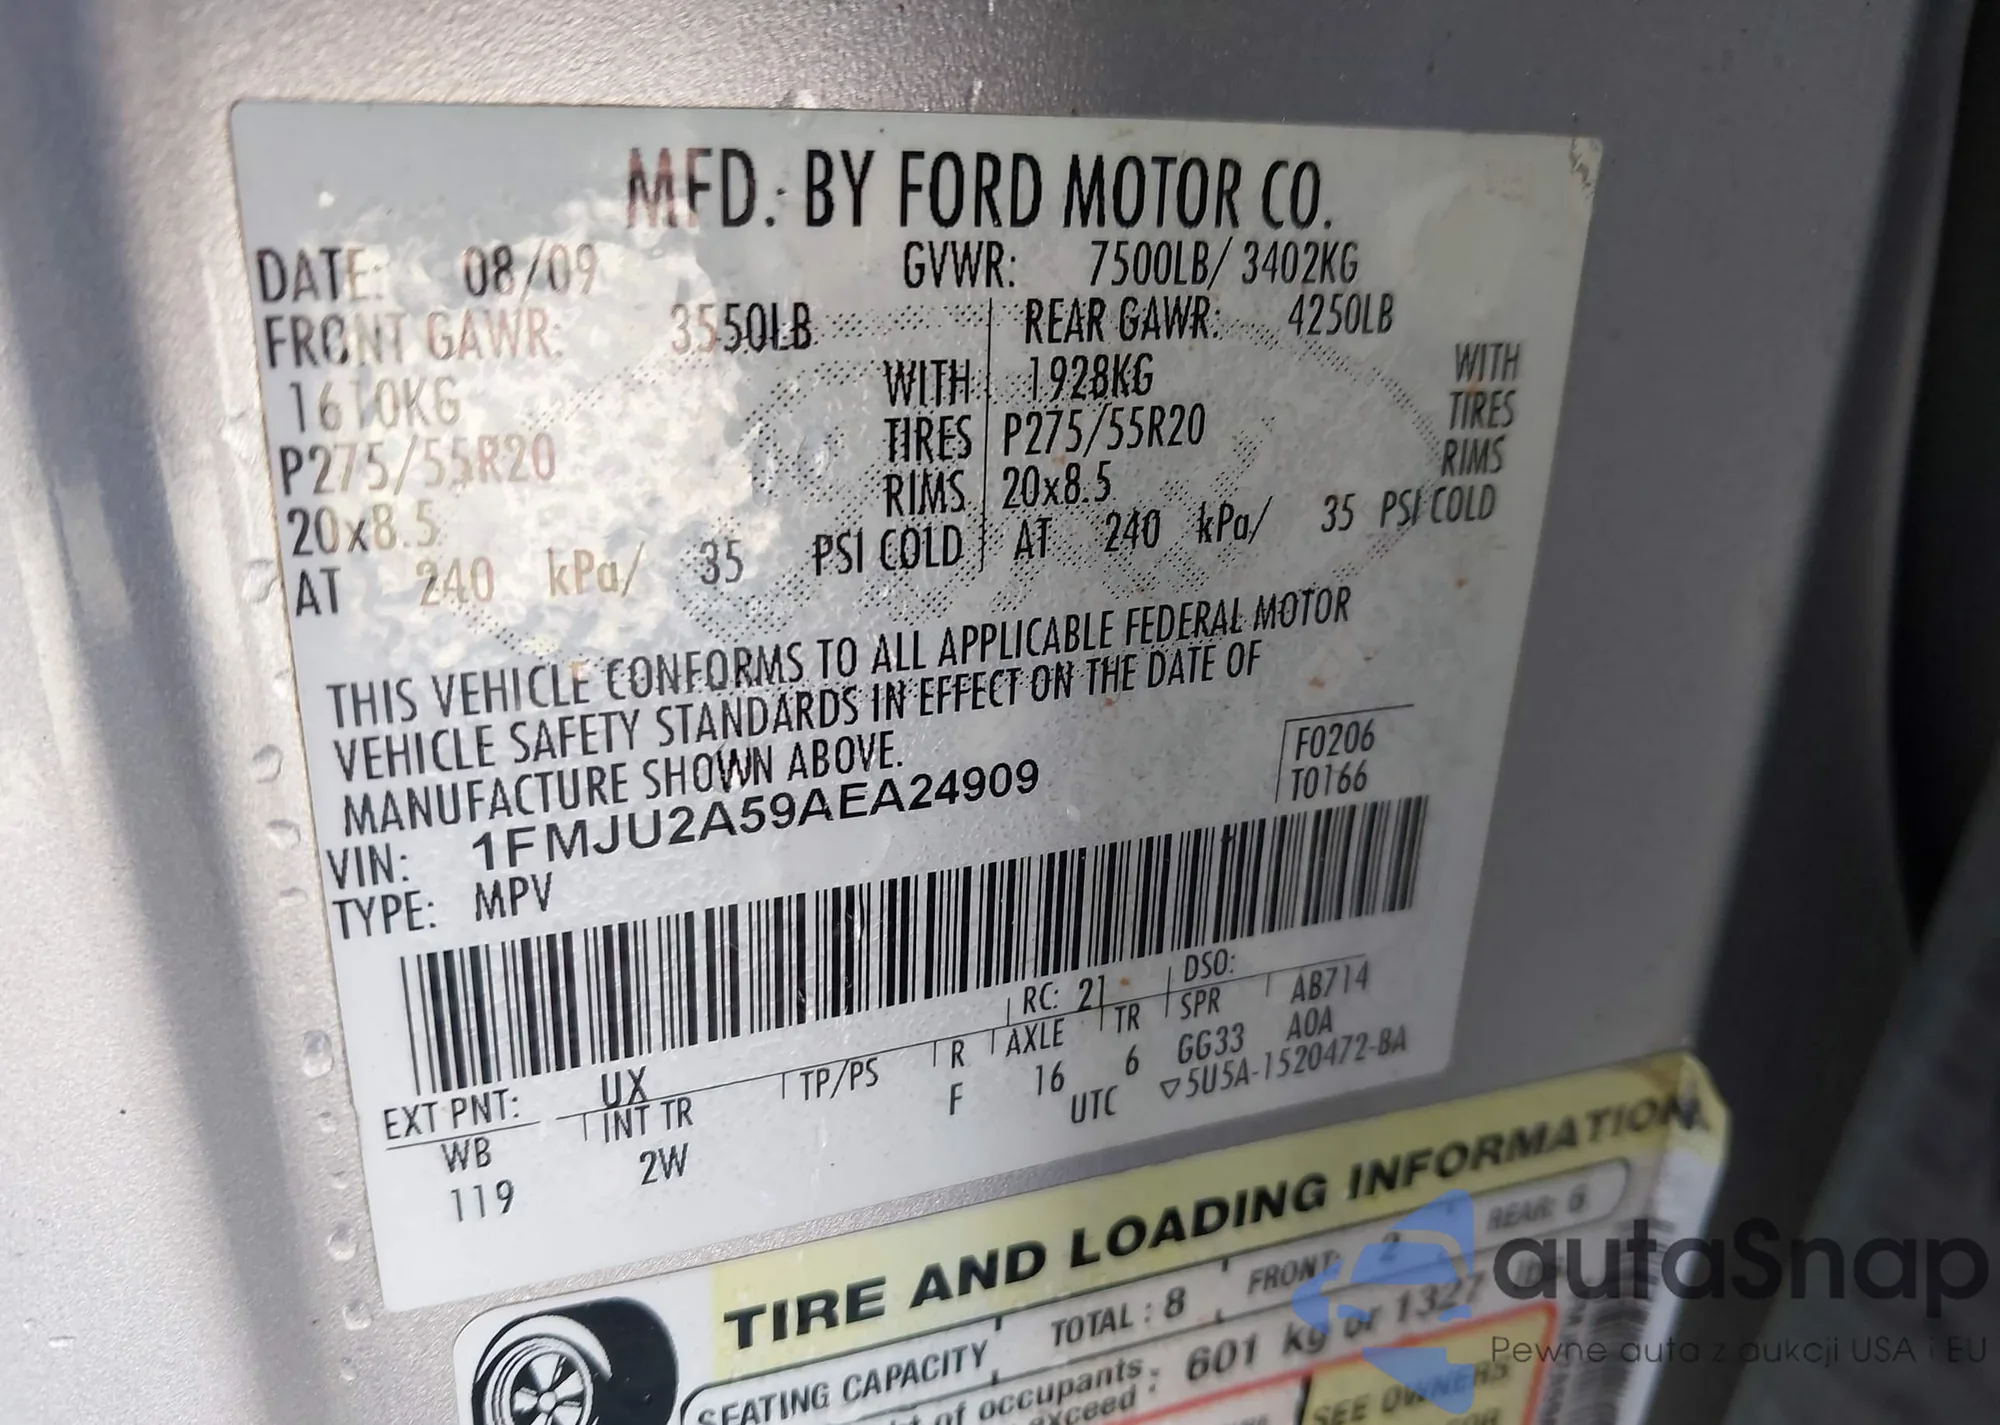 MFD. BY FORD MOTOR CO.
DATE: 08/09 GVWR: 7500LB/ 3402KG
FRONT GAWR: 3550LB REAR GAWR: 4250LB
1610KG WITH 1928KG WITH
P275/55R20 TIRES P275/55R20 TIRES
20x8.5 RIMS 20x8.5 RIMS
AT 240 kPa/ 35 PSI COLD AT 240 kPa/ 35 PSI COLD
THIS VEHICLE CONFORMS TO ALL APPLICABLE FEDERAL MOTOR
VEHICLE SAFETY STANDARDS IN EFFECT ON THE DATE OF
MANUFACTURE SHOWN ABOVE.
F0206
T0166
VIN: 1FMJU2A59AEA24909
TYPE: MPV
EXT PNT: UX RC: 21 DSO: AB714
WB INT TR TP/PS R AXLE TR SPR A0A
119 2W F 16 6 GG33
UTC ▽5U5A-1520472-BA
TIRE AND LOADING INFORMATION
SEATING CAPACITY TOTAL : 8 FRONT: 2 REAR: 6
of occupants : 601 kg or 1327
exceed
SEE OWNERS
autaSnap
Pewne auta z aukcji USA i EU